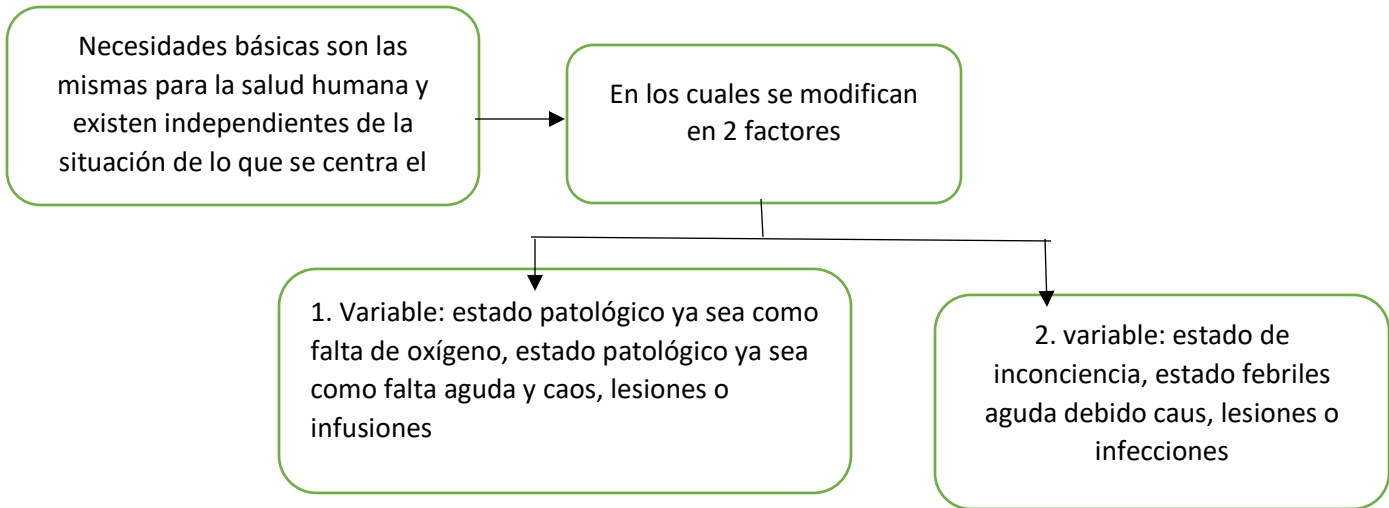 Necesidades básicas son las
mismas para la salud humana y
existen independientes de la
situación de lo que se centra el
En los cuales se modifican
en 2 factores
1. Variable: estado patológico ya sea como
falta de oxígeno, estado patológico ya sea
como falta aguda y caos, lesiones o
infusiones
2. variable: estado de
inconciencia, estado febriles
aguda debido caus, lesiones o
infecciones